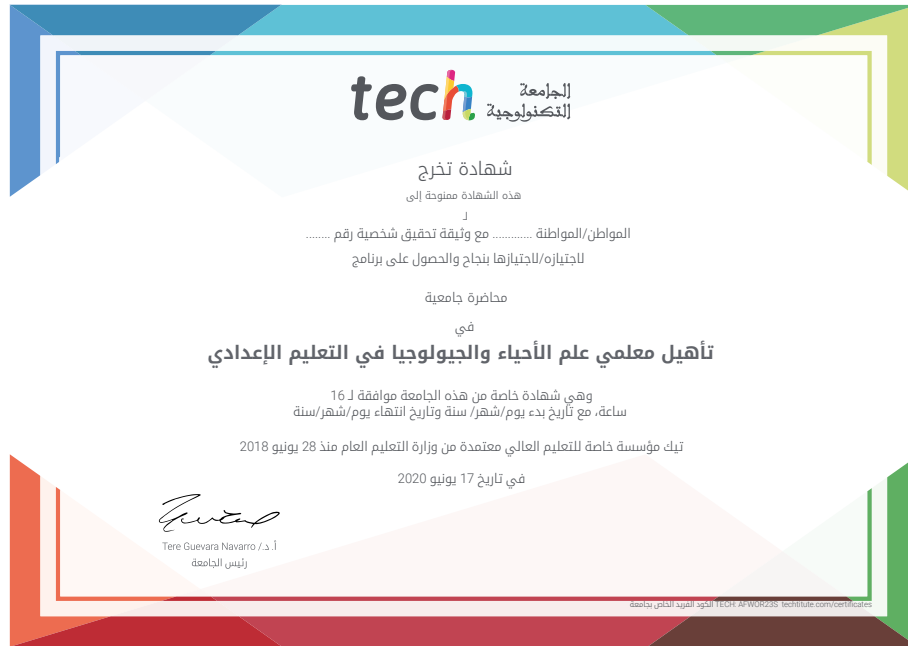 tech الجامعة
التكنولوجية
شهادة تخرج
هذه الشهادة ممنوحة إلى
لـ
المواطن/المواطنة ............. مع وثيقة تحقيق شخصية رقم ........
لاجتيازه/لاجتيازها بنجاح والحصول على برنامج
محاضرة جامعية
في
تأهيل معلمي علم الأحياء والجيولوجيا في التعليم الإعدادي
وهي شهادة خاصة من هذه الجامعة موافقة لـ 16
ساعة، مع تاريخ بدء يوم/شهر/ سنة وتاريخ انتهاء يوم/شهر/سنة
تيك مؤسسة خاصة للتعليم العالي معتمدة من وزارة التعليم العام منذ 28 يونيو 2018
في تاريخ 17 يونيو 2020
أ. د./ Tere Guevara Navarro
رئيس الجامعة
الكود الفريد الخاص بجامعة TECH: AFWOR23S techtitute.com/certificates